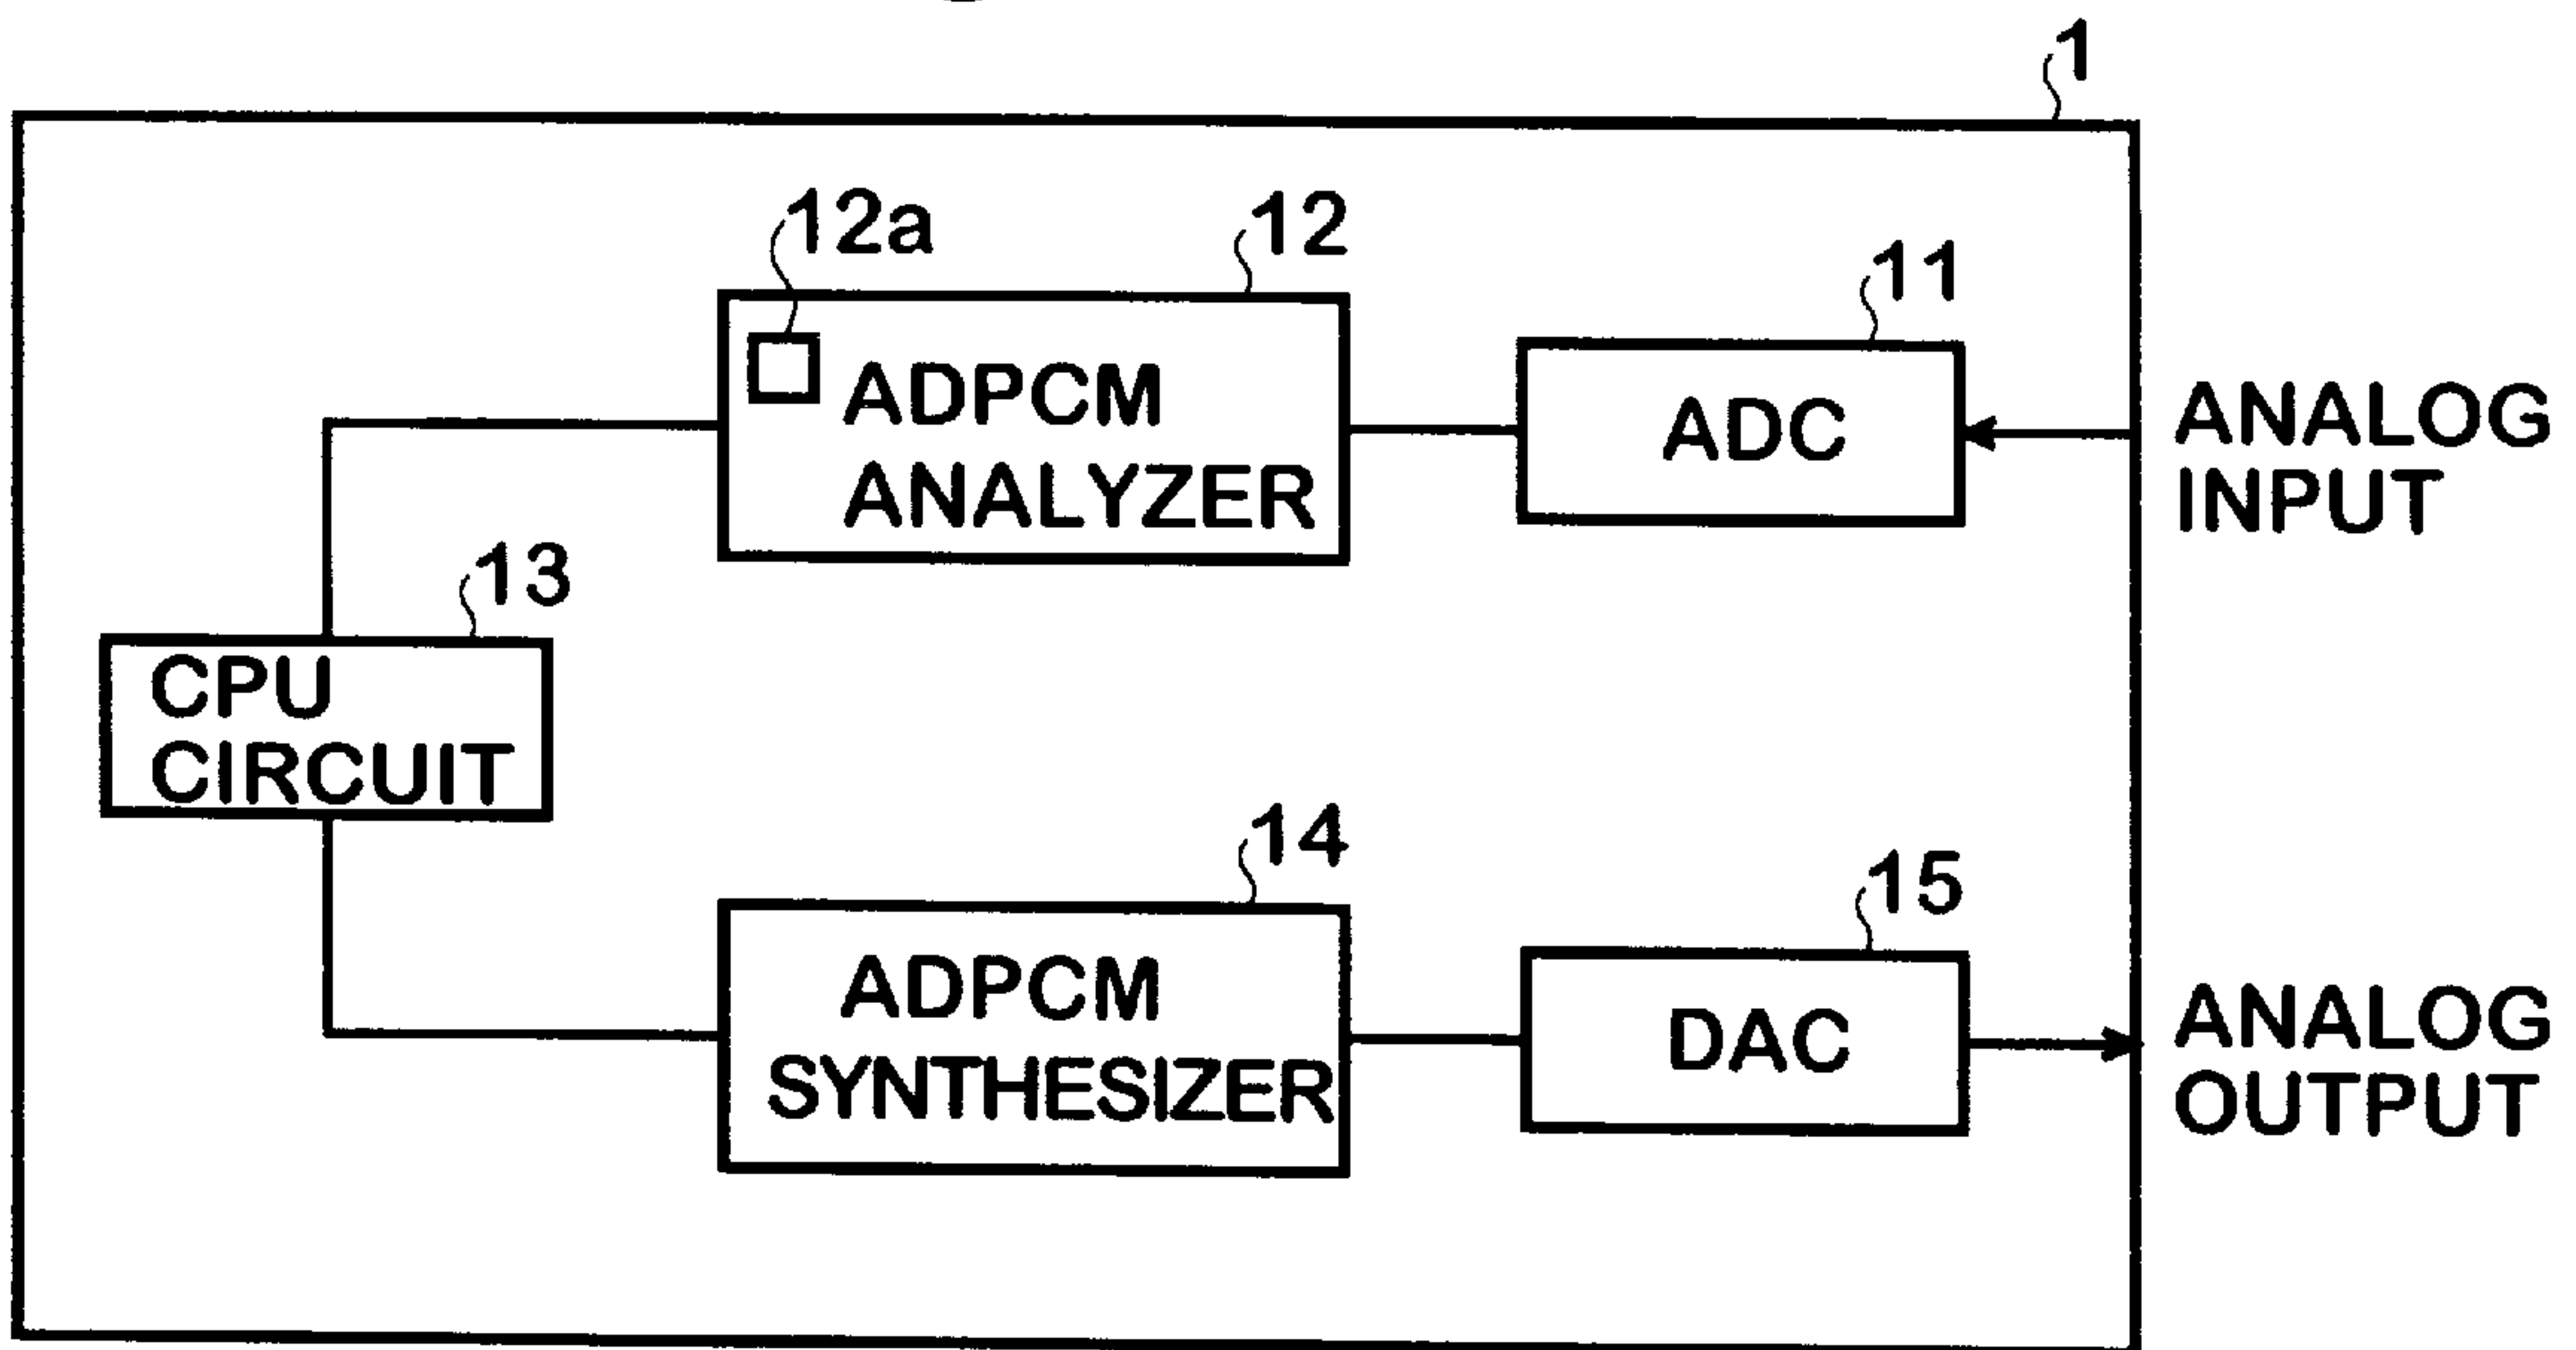 1
12a
12
11
ADPCM
ANALYZER
ADC
ANALOG
INPUT
13
CPU
CIRCUIT
14
15
ADPCM
SYNTHESIZER
DAC
ANALOG
OUTPUT